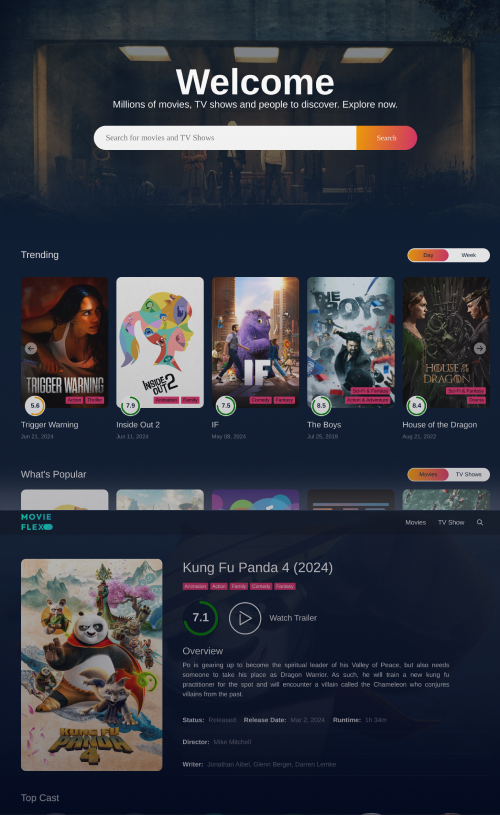 Welcome
Millions of movies, TV shows and people to discover. Explore now.
Search for movies and TV Shows
Search
Trending
Day
Week
TRIGGER WARNING
INSIDE OUT 2
IF
THE BOYS
HOUSE OF THE DRAGON
5.6
Action
Thriller
7.9
Animation
Family
7.5
Comedy
Fantasy
8.5
Sci-Fi & Fantasy
Action & Adventure
8.4
Sci-Fi & Fantasy
Drama
Trigger Warning
Inside Out 2
IF
The Boys
House of the Dragon
Jun 21, 2024
Jun 11, 2024
May 08, 2024
Jul 25, 2019
Aug 21, 2022
What's Popular
Movies
TV Shows
MOVIE
FLEX
Movies
TV Show
Kung Fu Panda 4 (2024)
Animation
Action
Family
Comedy
Fantasy
7.1
Watch Trailer
Overview
Po is gearing up to become the spiritual leader of his Valley of Peace, but also needs
someone to take his place as Dragon Warrior. As such, he will train a new kung fu
practitioner for the spot and will encounter a villain called the Chameleon who conjures
villains from the past.
Status: Released Release Date: Mar 2, 2024 Runtime: 1h 34m
Director: Mike Mitchell
Writer: Jonathan Aibel, Glenn Berger, Darren Lemke
KUNG FU
PANDA
4
Top Cast